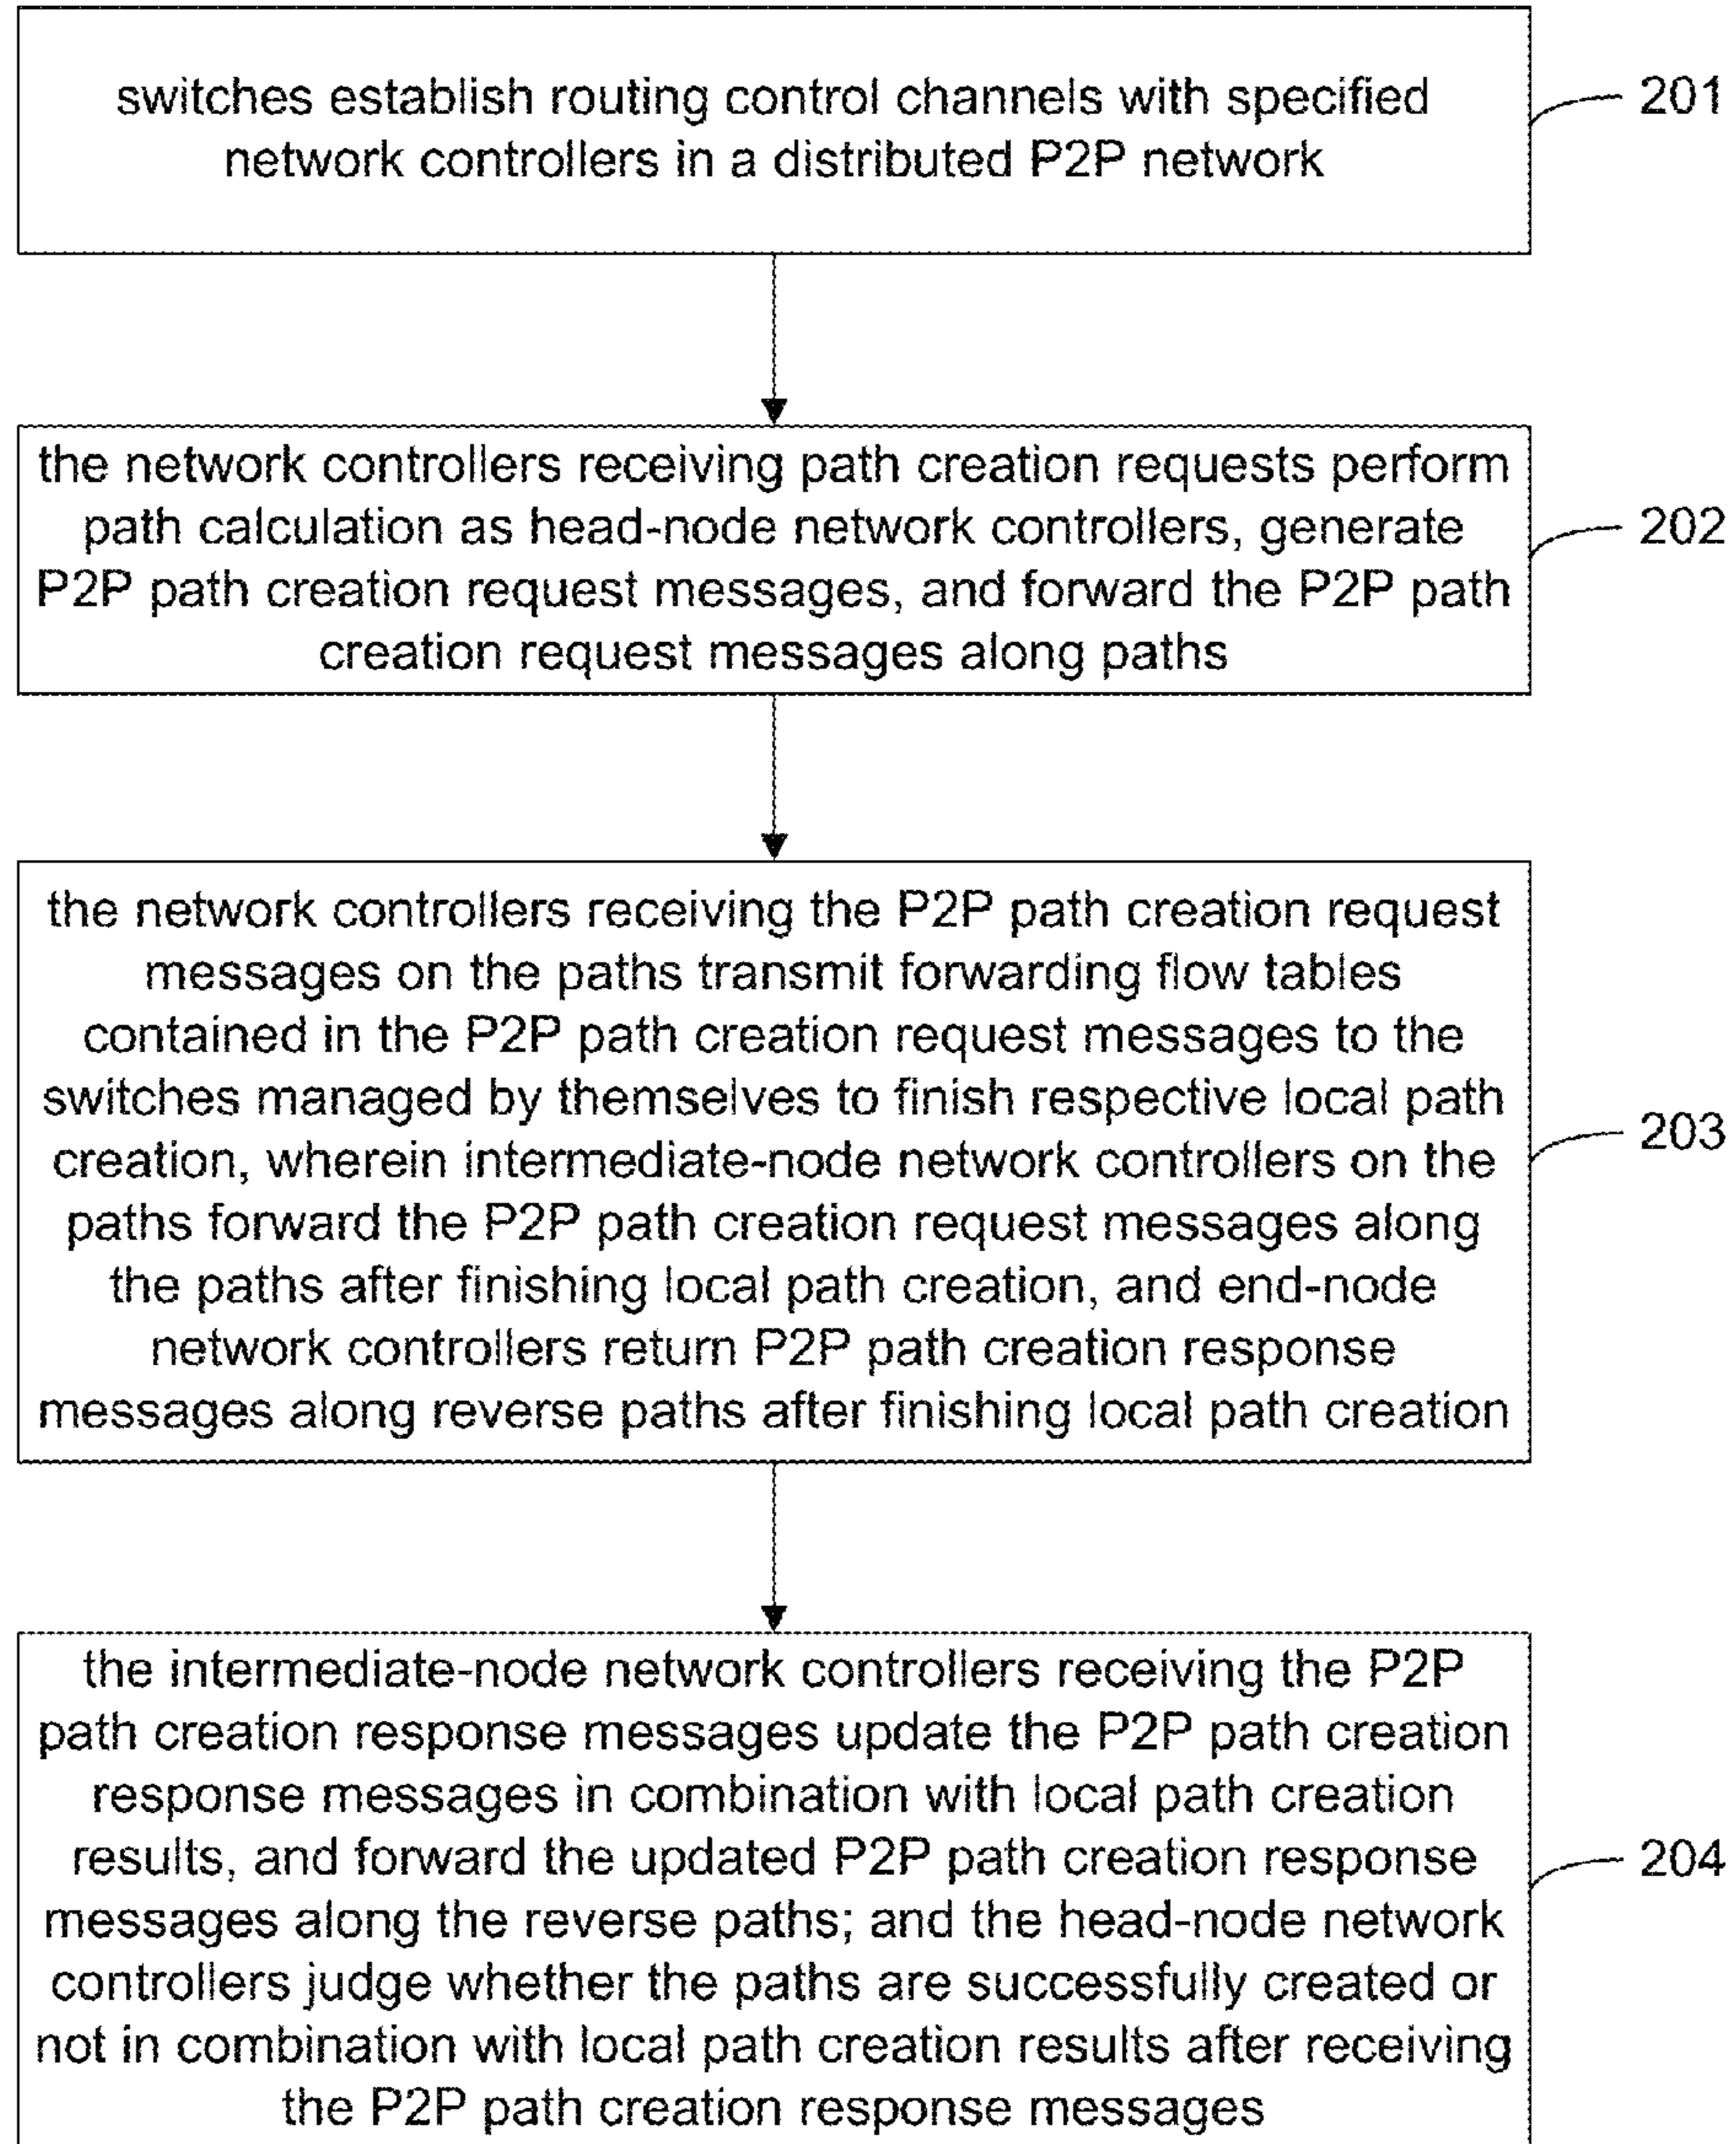 switches establish routing control channels with specified
network controllers in a distributed P2P network
201
the network controllers receiving path creation requests perform
path calculation as head-node network controllers, generate
P2P path creation request messages, and forward the P2P path
creation request messages along paths
202
the network controllers receiving the P2P path creation request
messages on the paths transmit forwarding flow tables
contained in the P2P path creation request messages to the
switches managed by themselves to finish respective local path
creation, wherein intermediate-node network controllers on the
paths forward the P2P path creation request messages along
the paths after finishing local path creation, and end-node
network controllers return P2P path creation response
messages along reverse paths after finishing local path creation
203
the intermediate-node network controllers receiving the P2P
path creation response messages update the P2P path creation
response messages in combination with local path creation
results, and forward the updated P2P path creation response
messages along the reverse paths; and the head-node network
controllers judge whether the paths are successfully created or
not in combination with local path creation results after receiving
the P2P path creation response messages
204